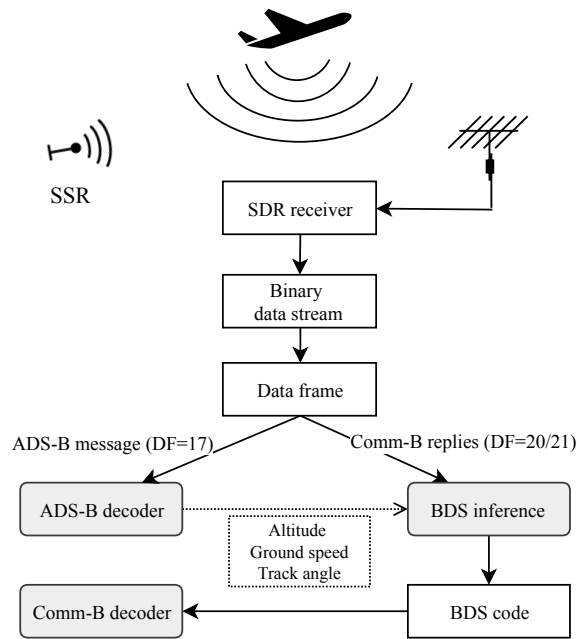 SSR
SDR receiver
Binary
data stream
Data frame
ADS-B message (DF=17)
Comm-B replies (DF=20/21)
ADS-B decoder
Altitude
Ground speed
Track angle
BDS inference
Comm-B decoder
BDS code